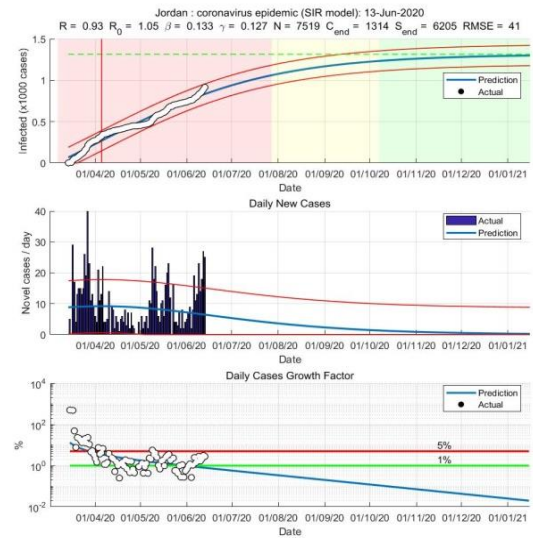 Jordan : coronavirus epidemic (SIR model): 13-Jun-2020
R = 0.93 R0 = 1.05 β = 0.133 γ = 0.127 N = 7519 Cend = 1314 Send = 6205 RMSE = 41
Infected (x1000 cases)
1.5
1
0.5
0
Prediction
Actual
01/04/20 01/05/20 01/06/20 01/07/20 01/08/20 01/09/20 01/10/20 01/11/20 01/12/20 01/01/21
Date
Daily New Cases
Novel cases / day
40
30
20
10
0
Actual
Prediction
01/04/20 01/05/20 01/06/20 01/07/20 01/08/20 01/09/20 01/10/20 01/11/20 01/12/20 01/01/21
Date
Daily Cases Growth Factor
%
10^4
10^2
10^0
10^-2
Prediction
Actual
5%
1%
01/04/20 01/05/20 01/06/20 01/07/20 01/08/20 01/09/20 01/10/20 01/11/20 01/12/20 01/01/21
Date